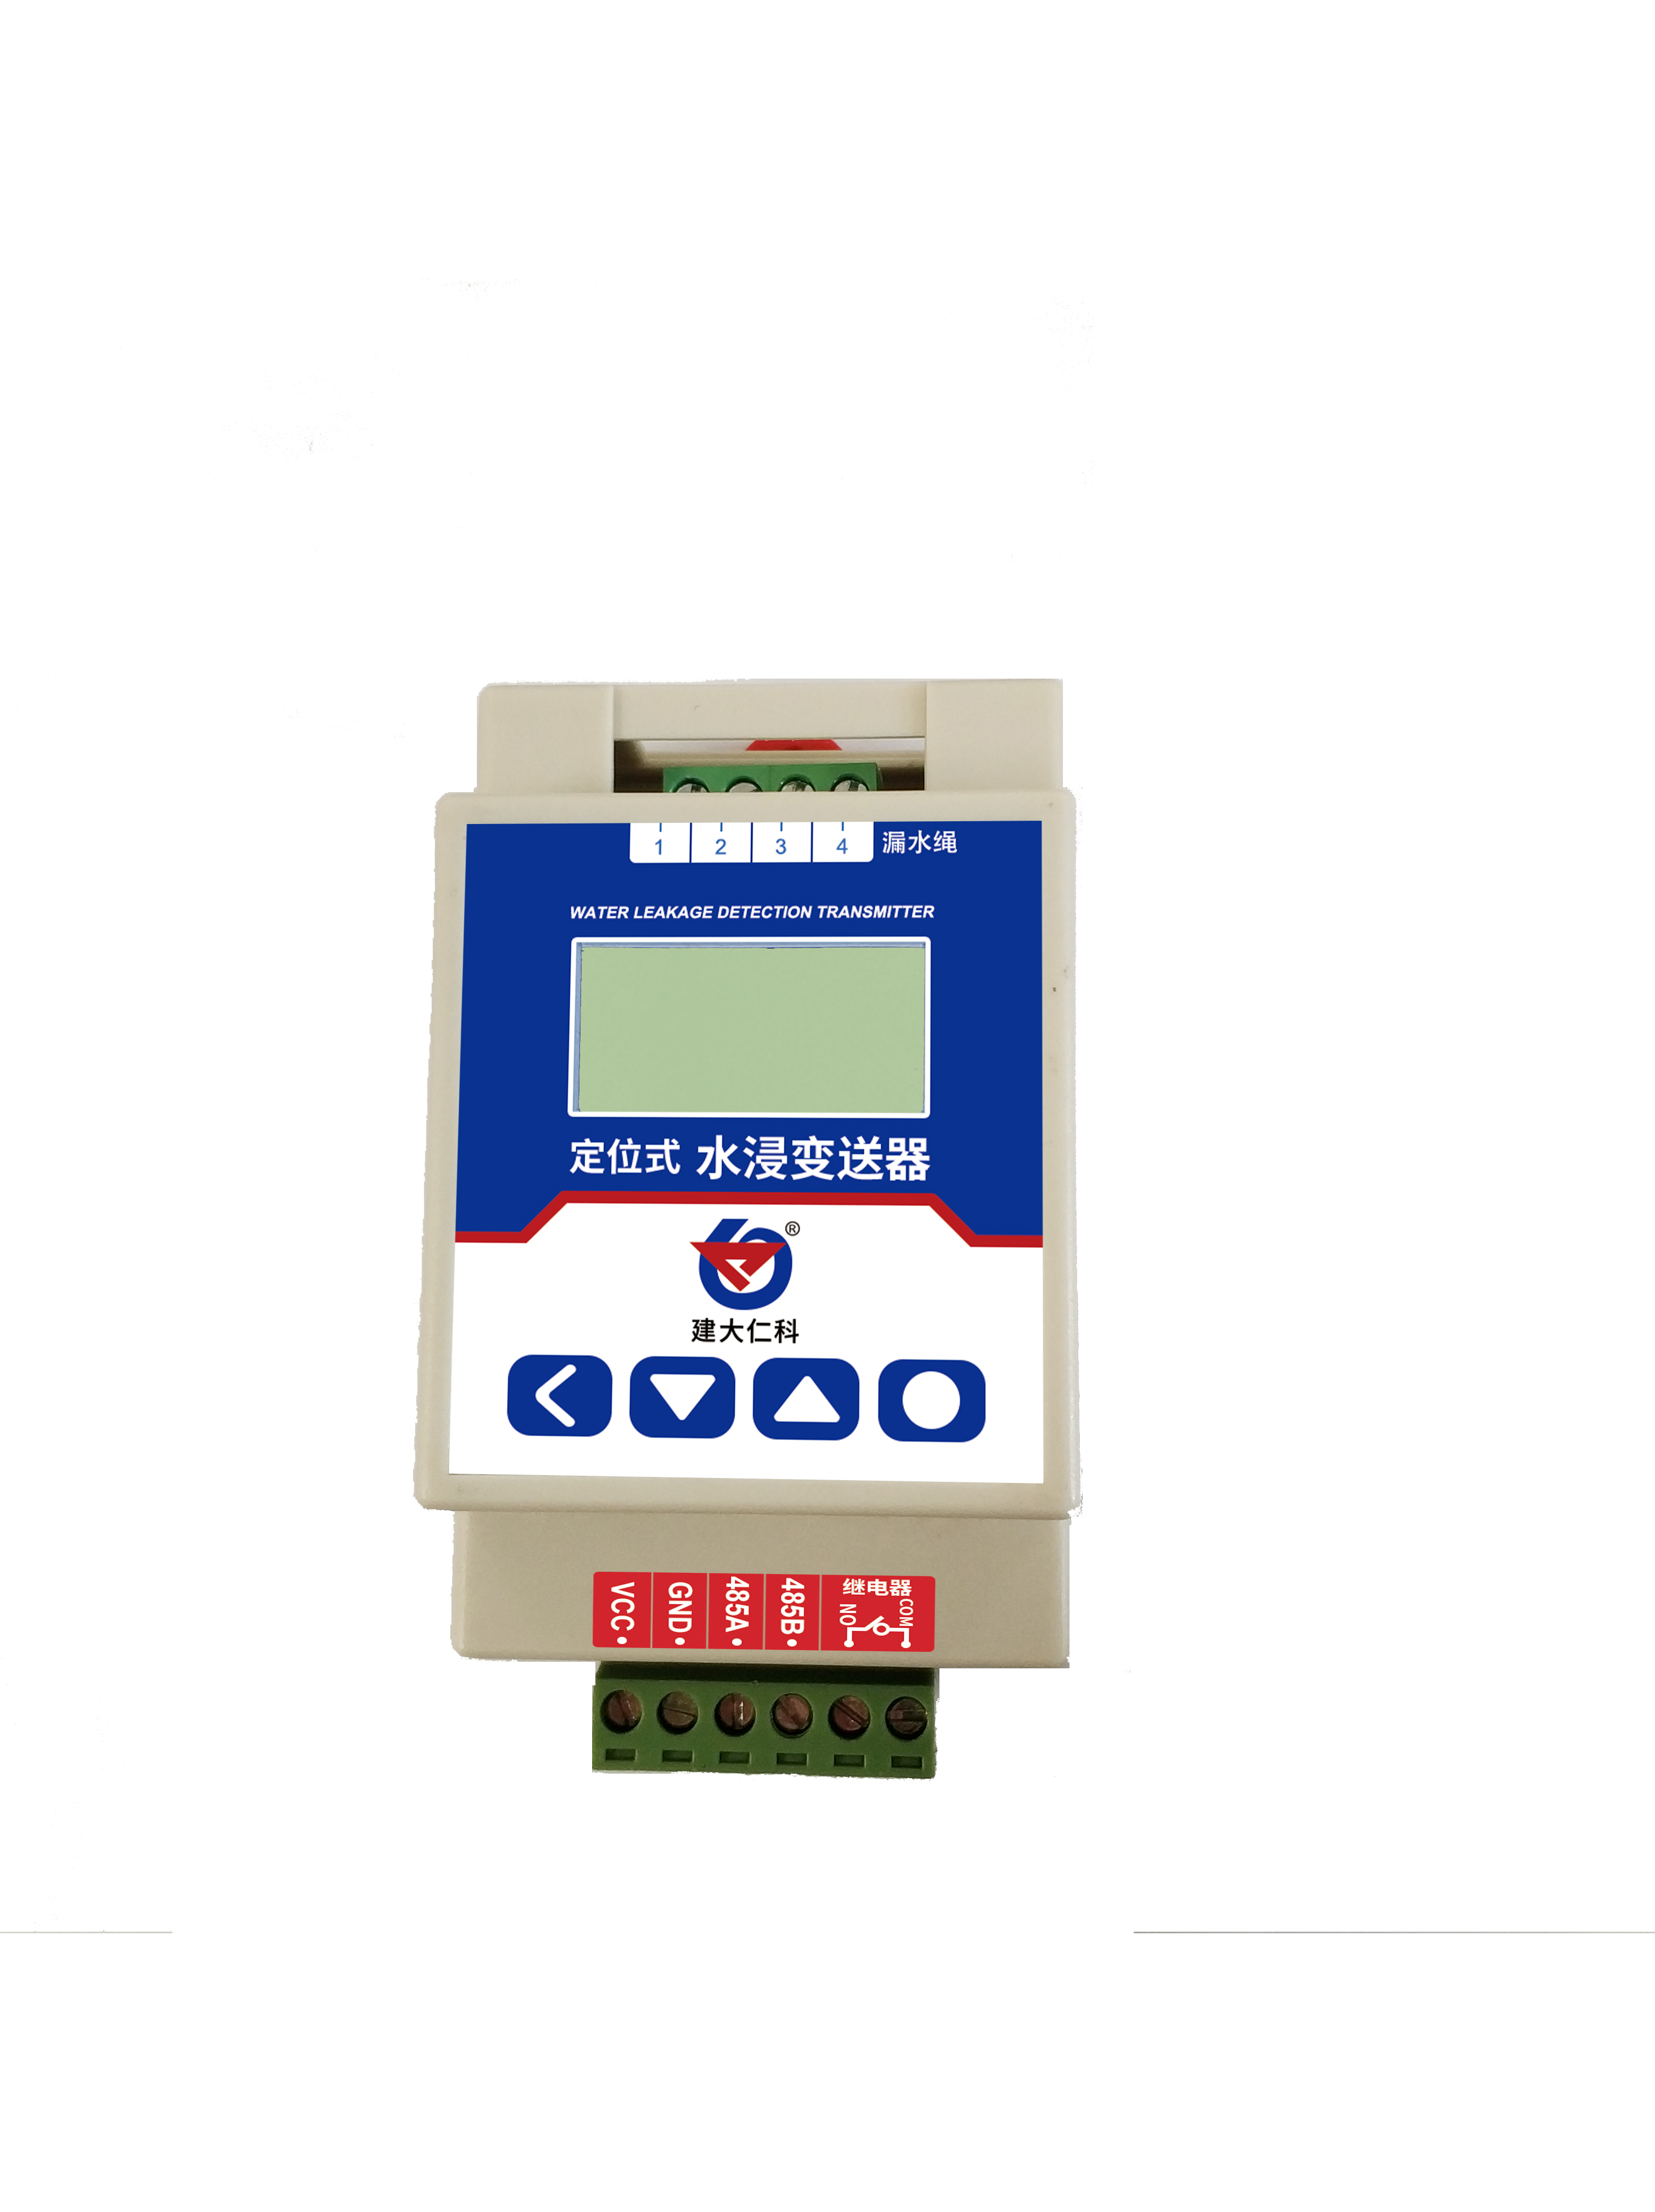 1 2 3 4 漏水绳
WATER LEAKAGE DETECTION TRANSMITTER
定位式 水浸变送器
®
建大仁科
VCC GND 485A 485B 继电器
NO COM